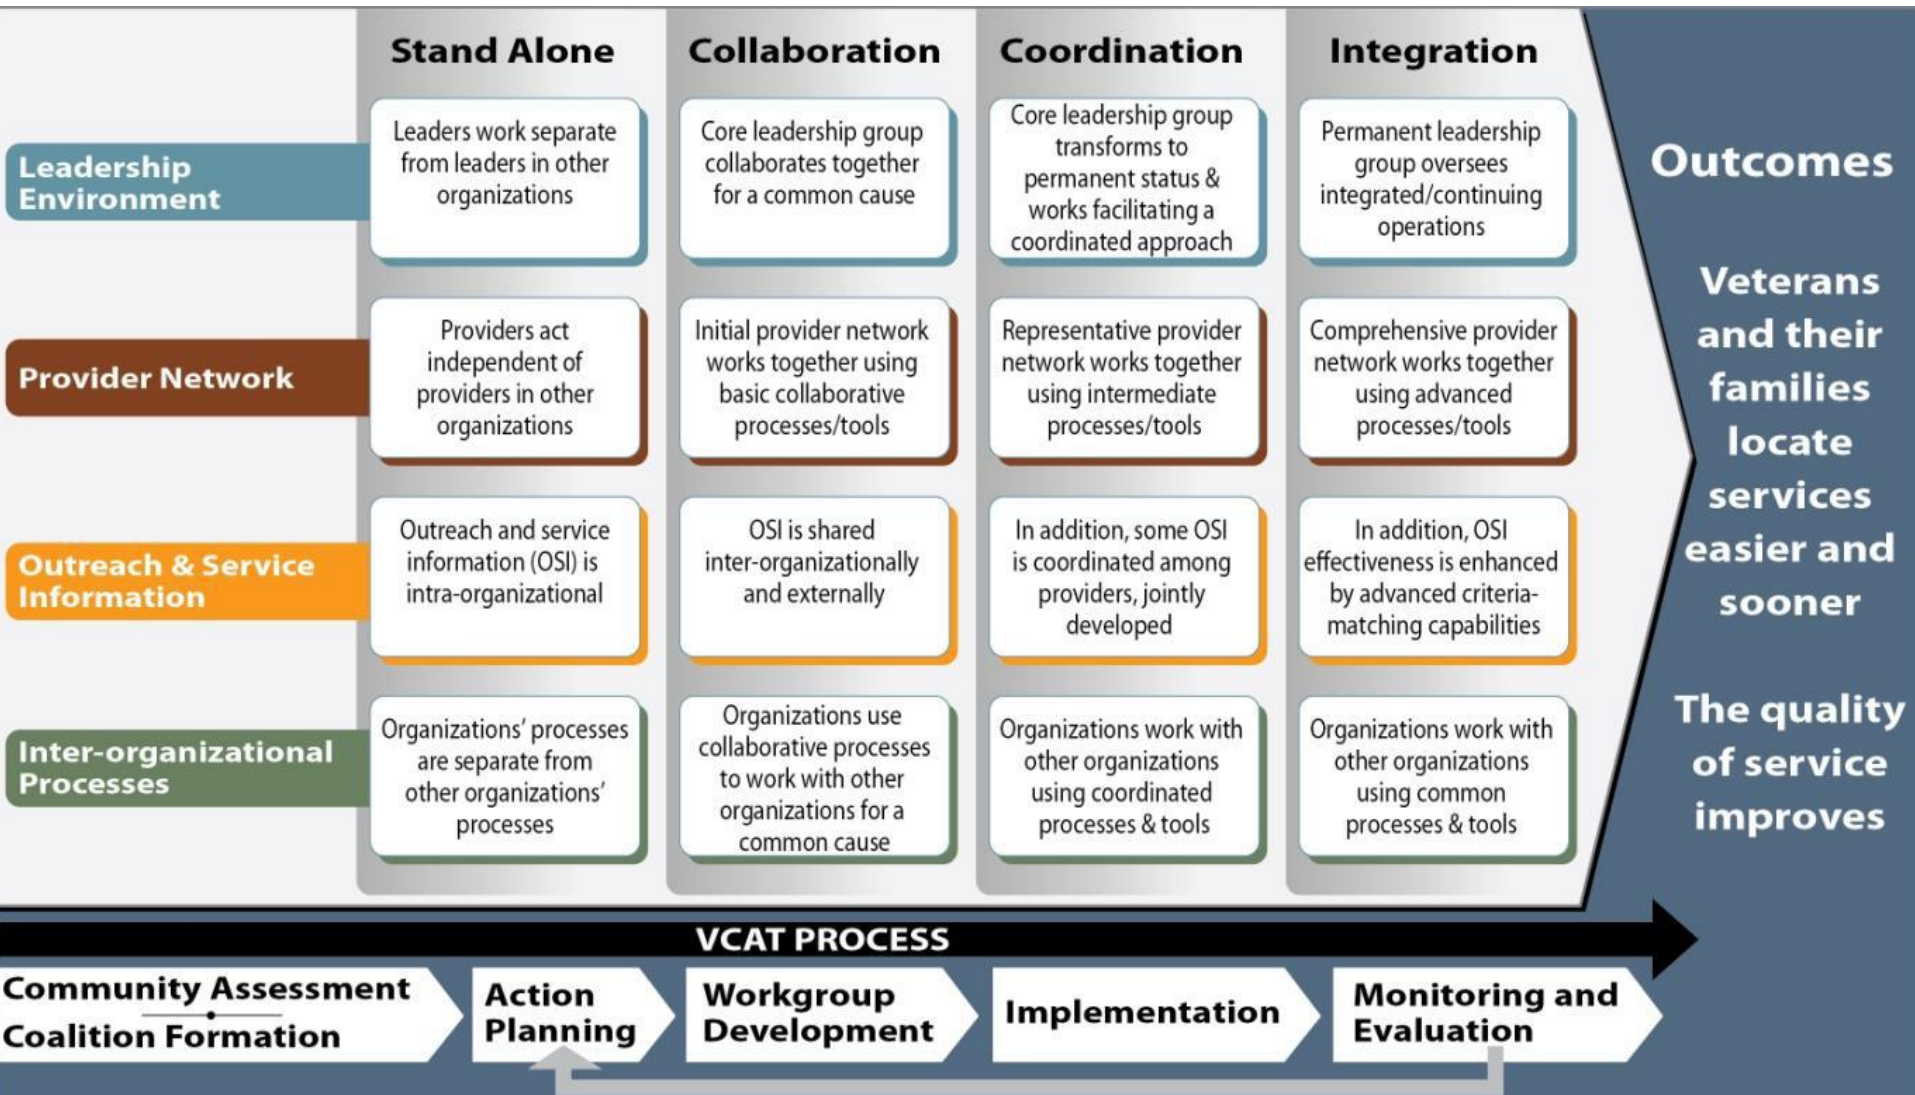 Stand Alone
Collaboration
Coordination
Integration
Leadership
Environment
Leaders work separate
from leaders in other
organizations
Core leadership group
collaborates together
for a common cause
Core leadership group
transforms to
permanent status &
works facilitating a
coordinated approach
Permanent leadership
group oversees
integrated/continuing
operations
Provider Network
Providers act
independent of
providers in other
organizations
Initial provider network
works together using
basic collaborative
processes/tools
Representative provider
network works together
using intermediate
processes/tools
Comprehensive provider
network works together
using advanced
processes/tools
Outreach & Service
Information
Outreach and service
information (OSI) is
intra-organizational
OSI is shared
inter-organizationally
and externally
In addition, some OSI
is coordinated among
providers, jointly
developed
In addition, OSI
effectiveness is enhanced
by advanced criteria-
matching capabilities
Inter-organizational
Processes
Organizations’ processes
are separate from
other organizations’
processes
Organizations use
collaborative processes
to work with other
organizations for a
common cause
Organizations work with
other organizations
using coordinated
processes & tools
Organizations work with
other organizations
using common
processes & tools
Outcomes
Veterans
and their
families
locate
services
easier and
sooner
The quality
of service
improves
VCAT PROCESS
Community Assessment
Coalition Formation
Action
Planning
Workgroup
Development
Implementation
Monitoring and
Evaluation